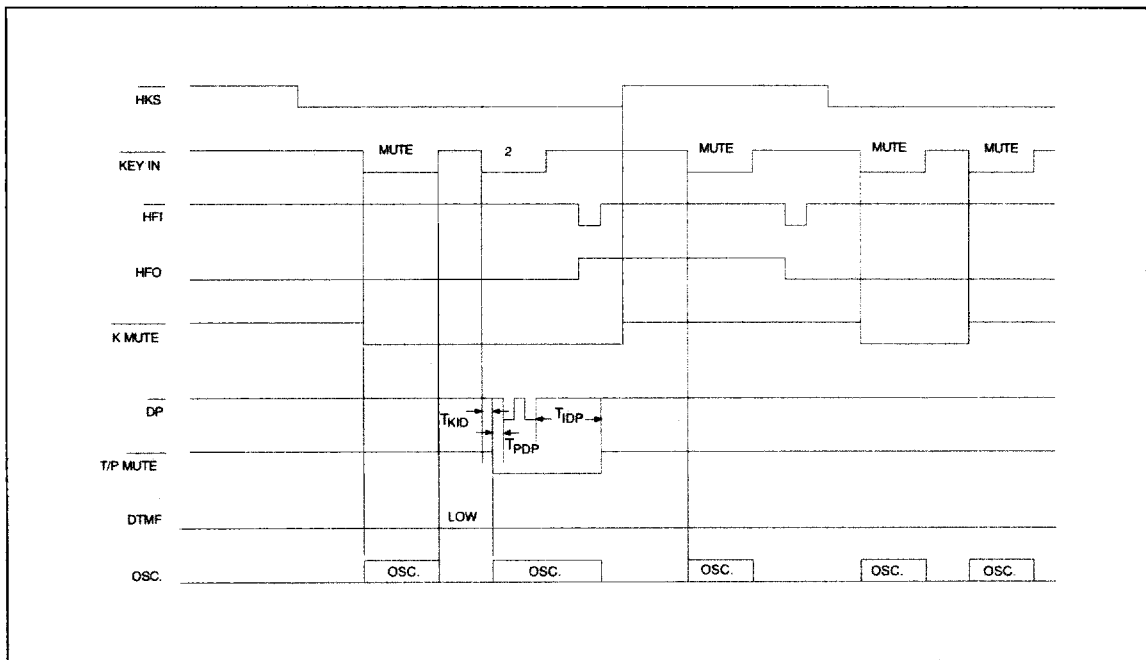 HKS
KEY IN MUTE 2 MUTE MUTE MUTE
HFI
HFO
K MUTE
DP
TKID TIDP
TPDP
T/P MUTE
DTMF LOW
OSC. OSC. OSC. OSC. OSC. OSC.